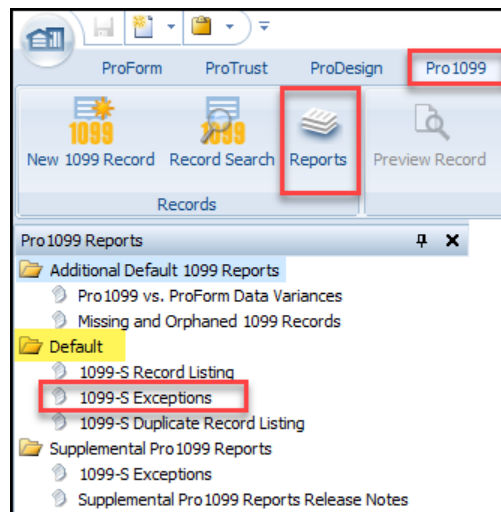 ProForm ProTrust ProDesign Pro1099
1099 1099
New 1099 Record Record Search Reports Preview Record
Records
Pro1099 Reports
Additional Default 1099 Reports
Pro1099 vs. ProForm Data Variances
Missing and Orphaned 1099 Records
Default
1099-S Record Listing
1099-S Exceptions
1099-S Duplicate Record Listing
Supplemental Pro1099 Reports
1099-S Exceptions
Supplemental Pro1099 Reports Release Notes